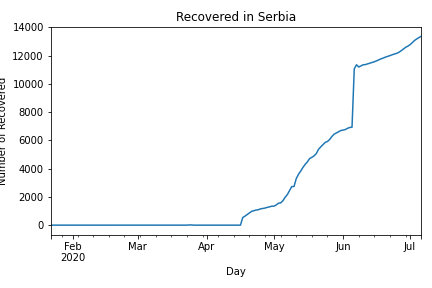 Recovered in Serbia
14000
12000
10000
8000
6000
4000
2000
0
Number of Recovered
Feb
2020
Mar
Apr
May
Jun
Jul
Day